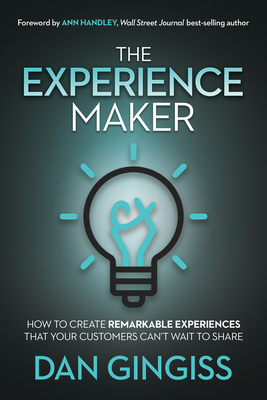 Foreword by ANN HANDLEY, Wall Street Journal best-selling author
THE
EXPERIENCE
MAKER
cx
HOW TO CREATE REMARKABLE EXPERIENCES
THAT YOUR CUSTOMERS CAN'T WAIT TO SHARE
DAN GINGISS